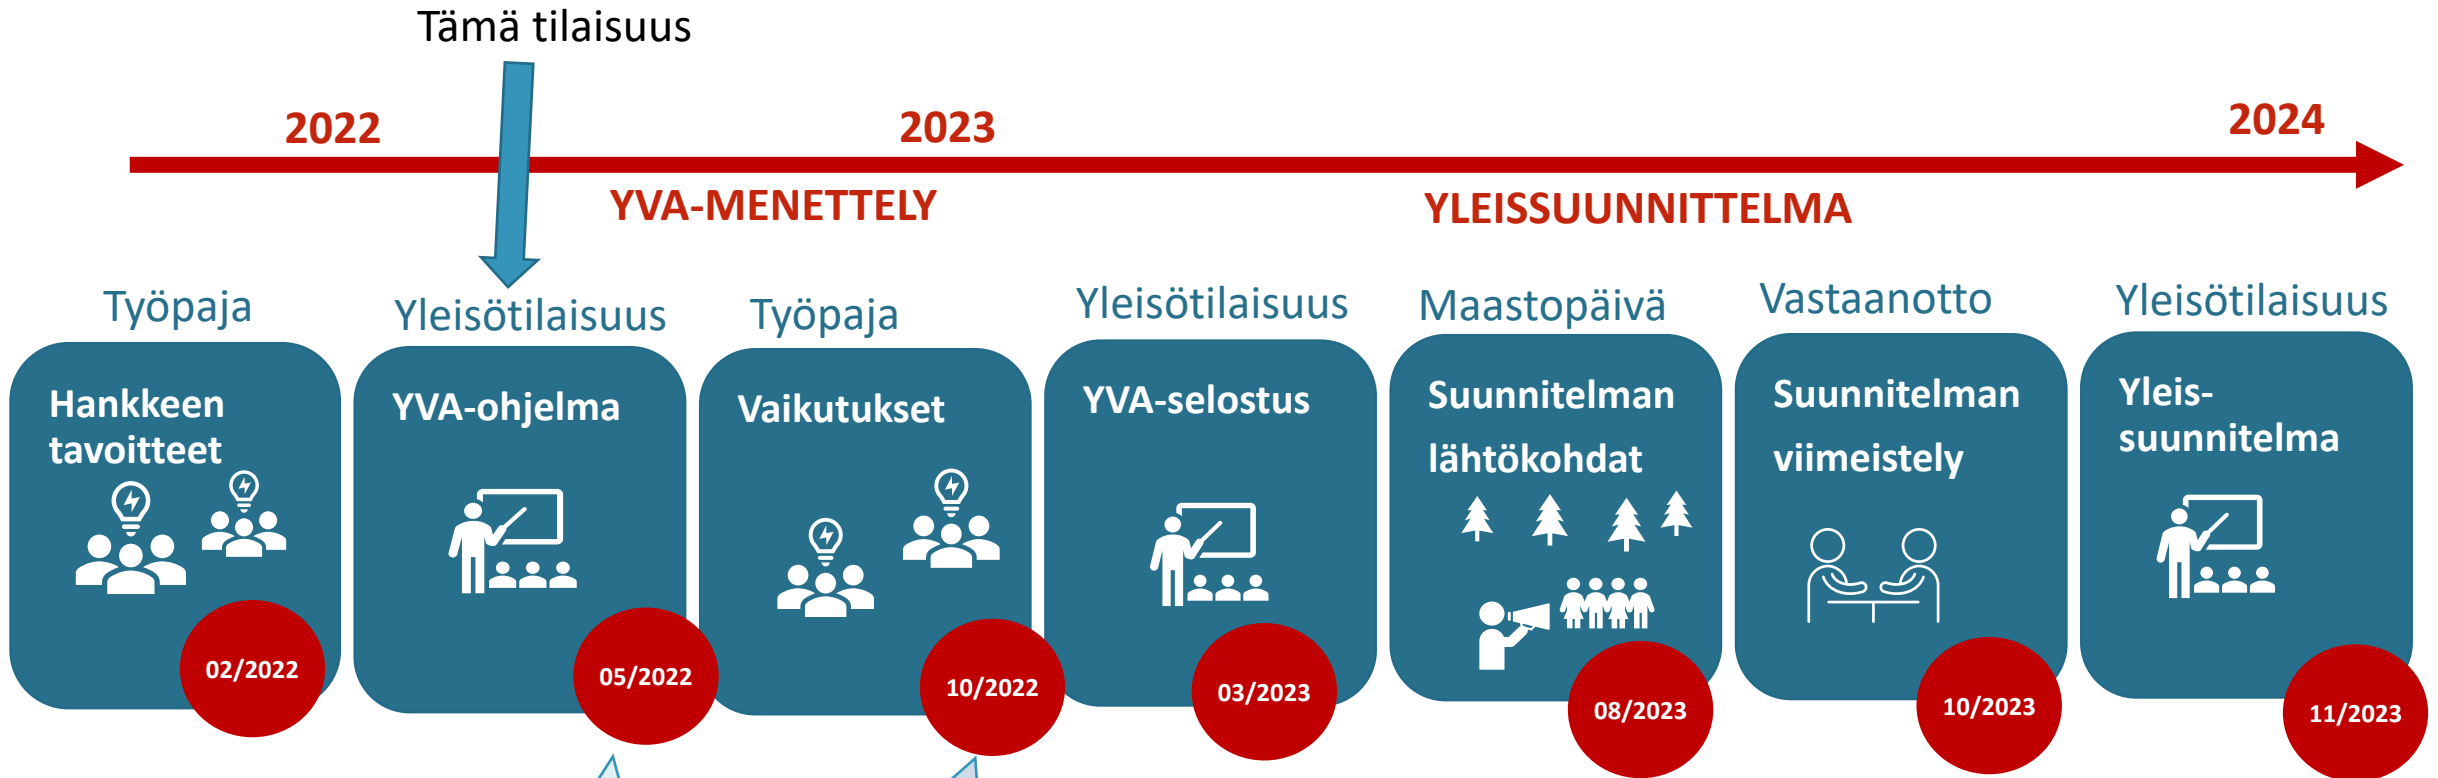 Tämä tilaisuus
2022
2023
2024
YVA-MENETTELY
YLEISSUUNNITTELMA
Työpaja
Hankkeen
tavoitteet
02/2022
Yleisötilaisuus
YVA-ohjelma
05/2022
Työpaja
Vaikutukset
10/2022
Yleisötilaisuus
YVA-selostus
03/2023
Maastopäivä
Suunnitelman
lähtökohdat
08/2023
Vastaanotto
Suunnitelman
viimeistely
10/2023
Yleisötilaisuus
Yleis-
suunnitelma
11/2023